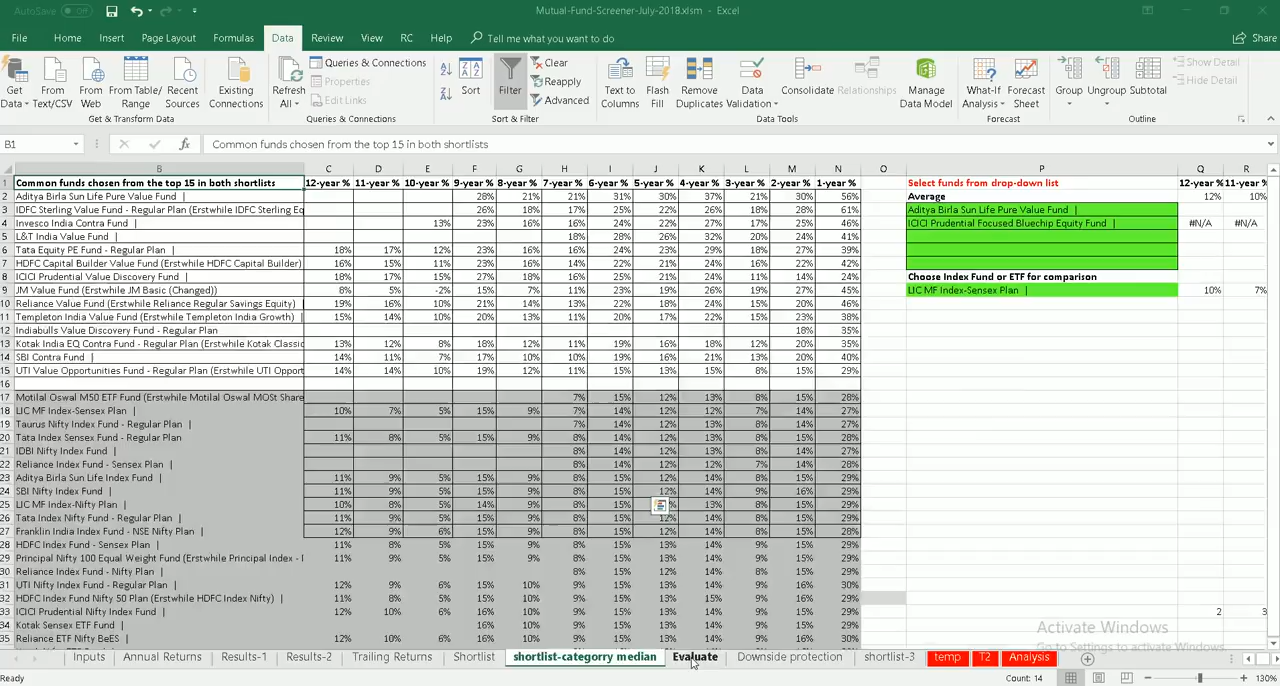 AutoSave Off Mutual-Fund-Screener-July-2018.xlsm - Excel
File Home Insert Page Layout Formulas Data Review View RC Help Tell me what you want to do Share
Get Data From Text/CSV From Web From Table/ Range Recent Sources Existing Connections Refresh All Queries & Connections Properties Edit Links Sort Filter Clear Reapply Advanced Text to Columns Flash Fill Remove Duplicates Data Validation Consolidate Relationships Manage Data Model What-If Analysis Forecast Sheet Group Ungroup Subtotal Show Detail Hide Detail
Get & Transform Data Queries & Connections Sort & Filter Data Tools Forecast Outline
B1 fx Common funds chosen from the top 15 in both shortlists
B C D E F G H I J K L M N O P Q R
1 Common funds chosen from the top 15 in both shortlists 12-year % 11-year % 10-year % 9-year % 8-year % 7-year % 6-year % 5-year % 4-year % 3-year % 2-year % 1-year % Select funds from drop-down list 12-year % 11-year %
2 Aditya Birla Sun Life Pure Value Fund | 28% 21% 21% 31% 30% 37% 21% 30% 56% Average 12% 10%
3 IDFC Sterling Value Fund - Regular Plan (Erstwhile IDFC Sterling Eq 26% 18% 17% 25% 22% 26% 18% 28% 61% Aditya Birla Sun Life Pure Value Fund |
4 Invesco India Contra Fund | 13% 23% 16% 16% 24% 22% 27% 17% 25% 46% ICICI Prudential Focused Bluechip Equity Fund | #N/A #N/A
5 L&T India Value Fund | 18% 28% 26% 32% 20% 24% 41%
6 Tata Equity PE Fund - Regular Plan | 18% 17% 12% 23% 16% 16% 24% 23% 29% 18% 27% 39%
7 HDFC Capital Builder Value Fund (Erstwhile HDFC Capital Builder) 16% 15% 11% 23% 16% 14% 22% 21% 24% 16% 22% 42%
8 ICICI Prudential Value Discovery Fund | 18% 17% 15% 27% 18% 16% 25% 21% 24% 11% 14% 24% Choose Index Fund or ETF for comparison
9 JM Value Fund (Erstwhile JM Basic (Changed)) 8% 5% -2% 15% 7% 11% 23% 19% 26% 19% 27% 45% LIC MF Index-Sensex Plan | 10% 7%
10 Reliance Value Fund (Erstwhile Reliance Regular Savings Equity) | 19% 16% 10% 21% 14% 13% 22% 18% 24% 15% 20% 46%
11 Templeton India Value Fund (Erstwhile Templeton India Growth) | 15% 14% 10% 20% 13% 11% 20% 17% 22% 15% 23% 38%
12 Indiabulls Value Discovery Fund - Regular Plan 18% 35%
13 Kotak India EQ Contra Fund - Regular Plan (Erstwhile Kotak Classic 13% 12% 8% 18% 12% 11% 19% 16% 18% 12% 20% 35%
14 SBI Contra Fund | 14% 11% 7% 17% 10% 10% 19% 16% 21% 13% 20% 40%
15 UTI Value Opportunities Fund - Regular Plan (Erstwhile UTI Opport 14% 14% 10% 19% 12% 11% 15% 13% 15% 8% 15% 29%
16
17 Motilal Oswal M50 ETF Fund (Erstwhile Motilal Oswal MOSt Share 7% 15% 12% 13% 8% 15% 28%
18 LIC MF Index-Sensex Plan | 10% 7% 5% 15% 9% 7% 14% 12% 12% 7% 14% 27%
19 Taurus Nifty Index Fund - Regular Plan | 7% 14% 12% 13% 8% 14% 27%
20 Tata Index Sensex Fund - Regular Plan 11% 8% 5% 15% 9% 8% 14% 12% 13% 8% 15% 28%
21 IDBI Nifty Index Fund | 8% 14% 12% 13% 8% 14% 27%
22 Reliance Index Fund - Sensex Plan | 8% 14% 12% 12% 7% 14% 28%
23 Aditya Birla Sun Life Index Fund | 11% 9% 5% 15% 9% 8% 15% 12% 13% 8% 15% 29%
24 SBI Nifty Index Fund | 11% 9% 5% 15% 9% 8% 15% 12% 14% 9% 16% 29%
25 LIC MF Index-Nifty Plan | 10% 8% 5% 14% 9% 8% 15% 13% 8% 15% 29%
26 Tata Index Nifty Fund - Regular Plan | 11% 9% 5% 15% 9% 8% 15% 12% 14% 8% 15% 29%
27 Franklin India Index Fund - NSE Nifty Plan | 12% 9% 6% 15% 9% 8% 15% 12% 14% 8% 15% 28%
28 HDFC Index Fund - Sensex Plan | 11% 8% 5% 15% 9% 9% 15% 13% 14% 9% 15% 29%
29 Principal Nifty 100 Equal Weight Fund (Erstwhile Principal Index - I 11% 9% 5% 15% 9% 8% 15% 13% 14% 9% 15% 29%
30 Reliance Index Fund - Nifty Plan | 8% 15% 12% 14% 8% 15% 29%
31 UTI Nifty Index Fund - Regular Plan | 12% 9% 6% 15% 10% 9% 15% 13% 14% 9% 16% 30%
32 HDFC Index Fund Nifty 50 Plan (Erstwhile HDFC Index Nifty) | 11% 8% 5% 15% 10% 9% 15% 13% 14% 9% 16% 29%
33 ICICI Prudential Nifty Index Fund | 12% 10% 6% 16% 10% 9% 15% 13% 14% 9% 15% 29% 2 3
34 Kotak Sensex ETF Fund | 16% 10% 9% 15% 13% 14% 9% 15% 29%
35 Reliance ETF Nifty BeES | 12% 10% 6% 16% 10% 9% 15% 13% 14% 9% 16% 30%
Activate Windows
Go to Settings to activate Windows.
Inputs Annual Returns Results-1 Results-2 lling Returns Shortlist shortlist-categorry median Evaluate Downside protection shortlist-3 temp T2 Analysis
Ready Count: 14 130%